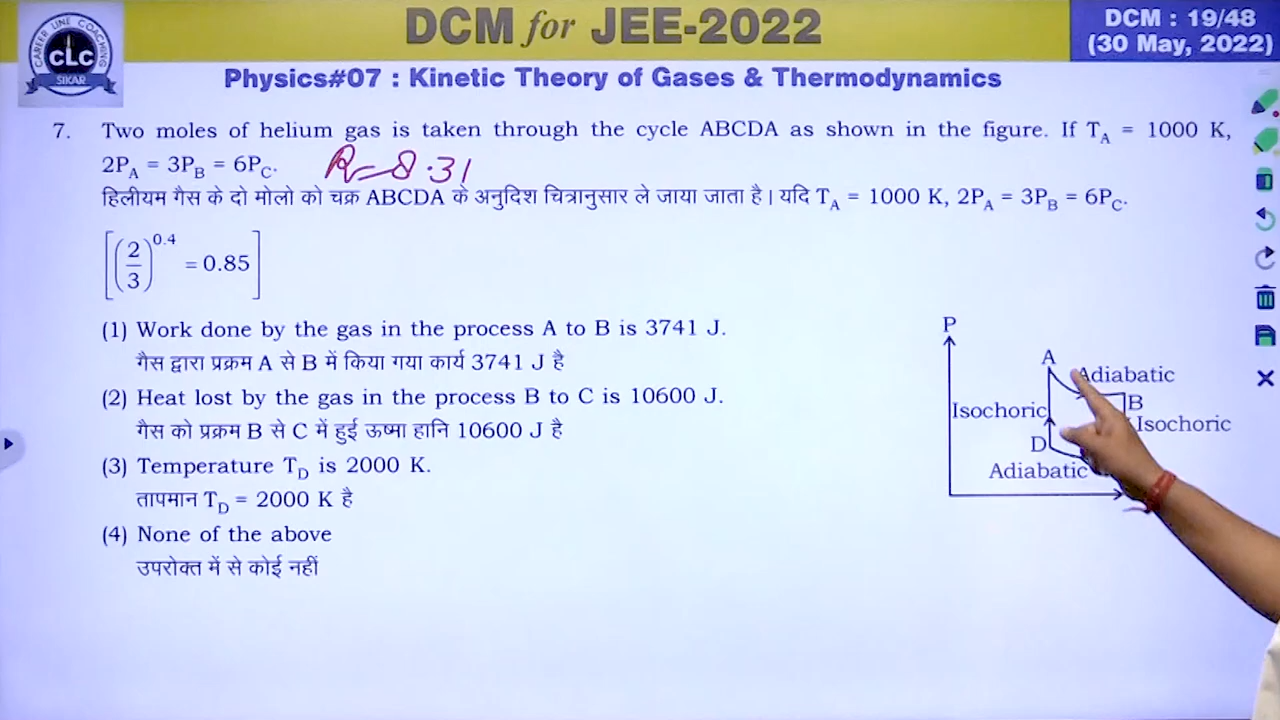 CAREER LINE COACHING
CLC
SIKAR
DCM for JEE-2022
DCM : 19/48
(30 May, 2022)
Physics#07 : Kinetic Theory of Gases & Thermodynamics
7. Two moles of helium gas is taken through the cycle ABCDA as shown in the figure. If T_A = 1000 K,
2P_A = 3P_B = 6P_C. R=8.31
हिलीयम गैस के दो मोलो को चक्र ABCDA के अनुदिश चित्रानुसार ले जाया जाता है। यदि T_A = 1000 K, 2P_A = 3P_B = 6P_C.
[(2/3)^0.4 = 0.85]
(1) Work done by the gas in the process A to B is 3741 J.
गैस द्वारा प्रक्रम A से B में किया गया कार्य 3741 J है
(2) Heat lost by the gas in the process B to C is 10600 J.
गैस को प्रक्रम B से C में हुई ऊष्मा हानि 10600 J है
(3) Temperature T_D is 2000 K.
तापमान T_D = 2000 K है
(4) None of the above
उपरोक्त में से कोई नहीं
P
A
Adiabatic
B
Isochoric
Isochoric
D
Adiabatic